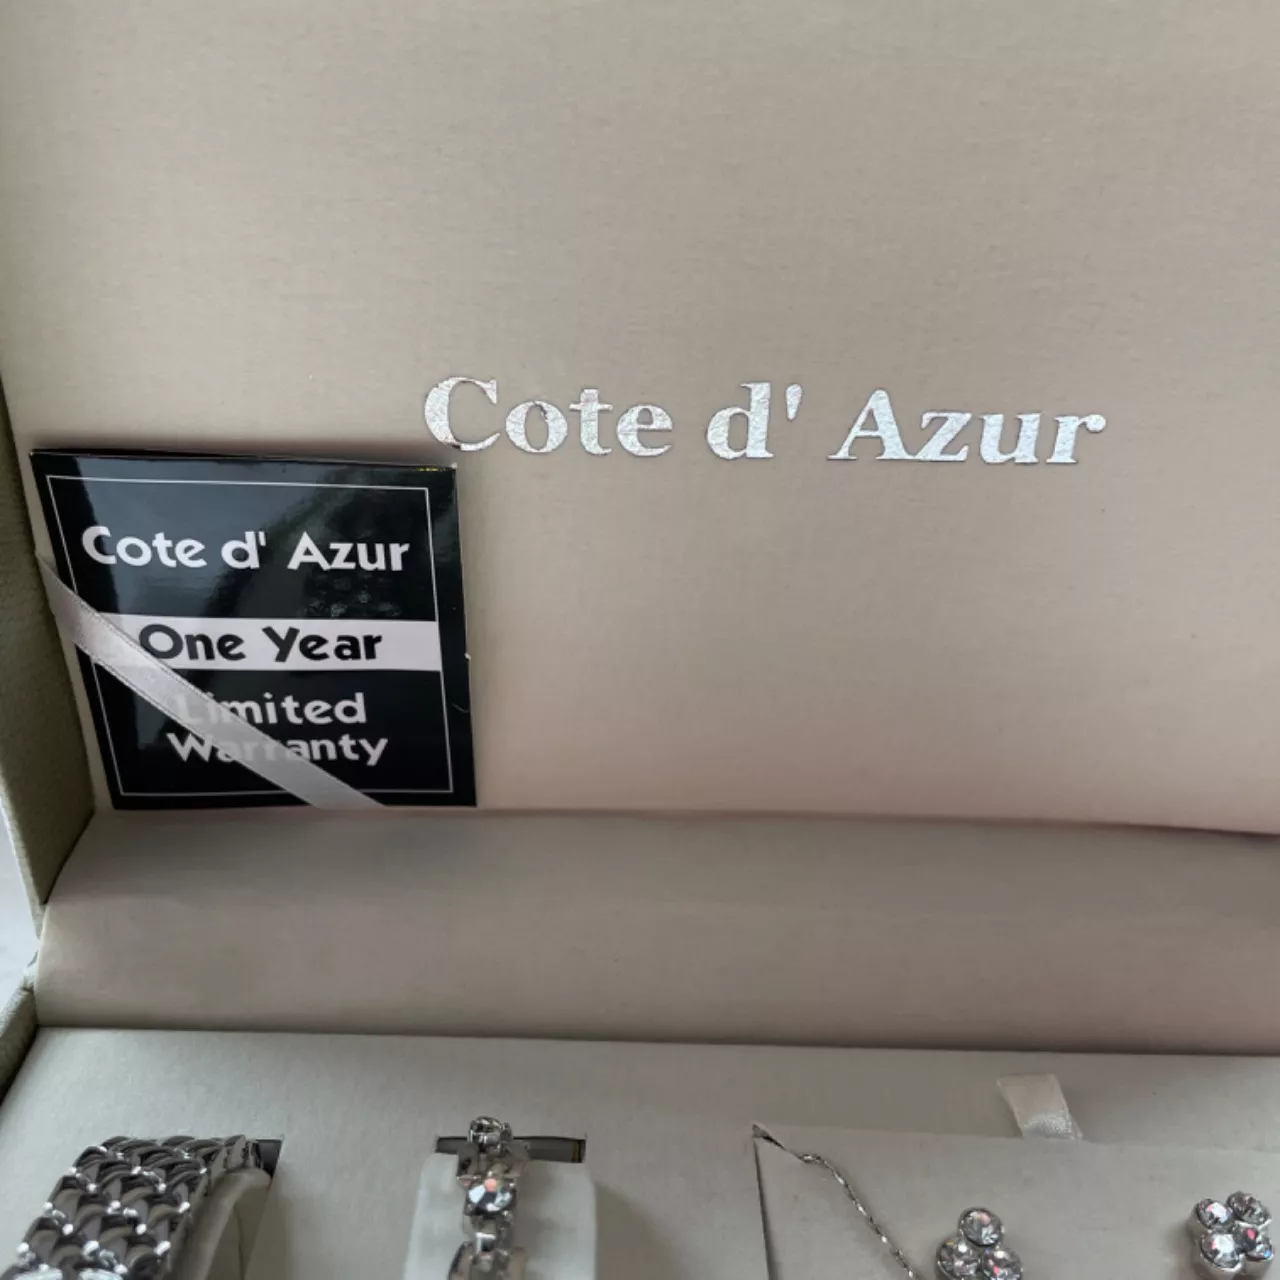 Cote d' Azur
Cote d' Azur
One Year
Limited
Warranty